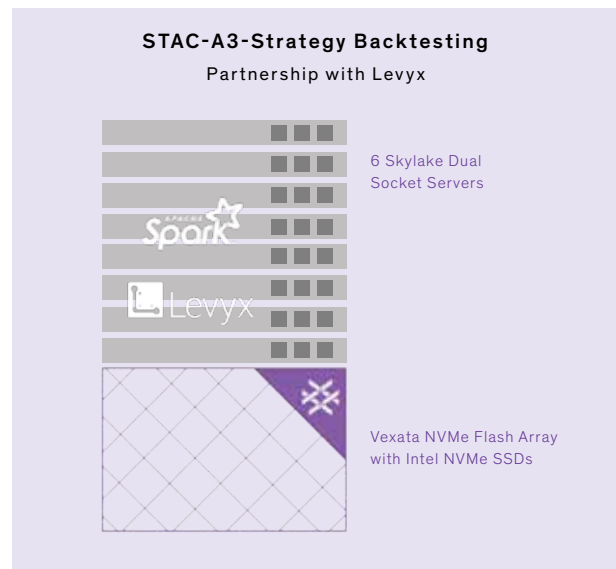 STAC-A3-Strategy Backtesting
Partnership with Levyx
6 Skylake Dual
Socket Servers
APACHE
Spark
Levyx
Vexata NVMe Flash Array
with Intel NVMe SSDs